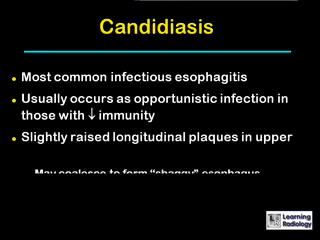 Candidiasis
Most common infectious esophagitis
Usually occurs as opportunistic infection in
those with ↓ immunity
Slightly raised longitudinal plaques in upper
May coalesce to form “shaggy” esophagus
Learning
Radiology